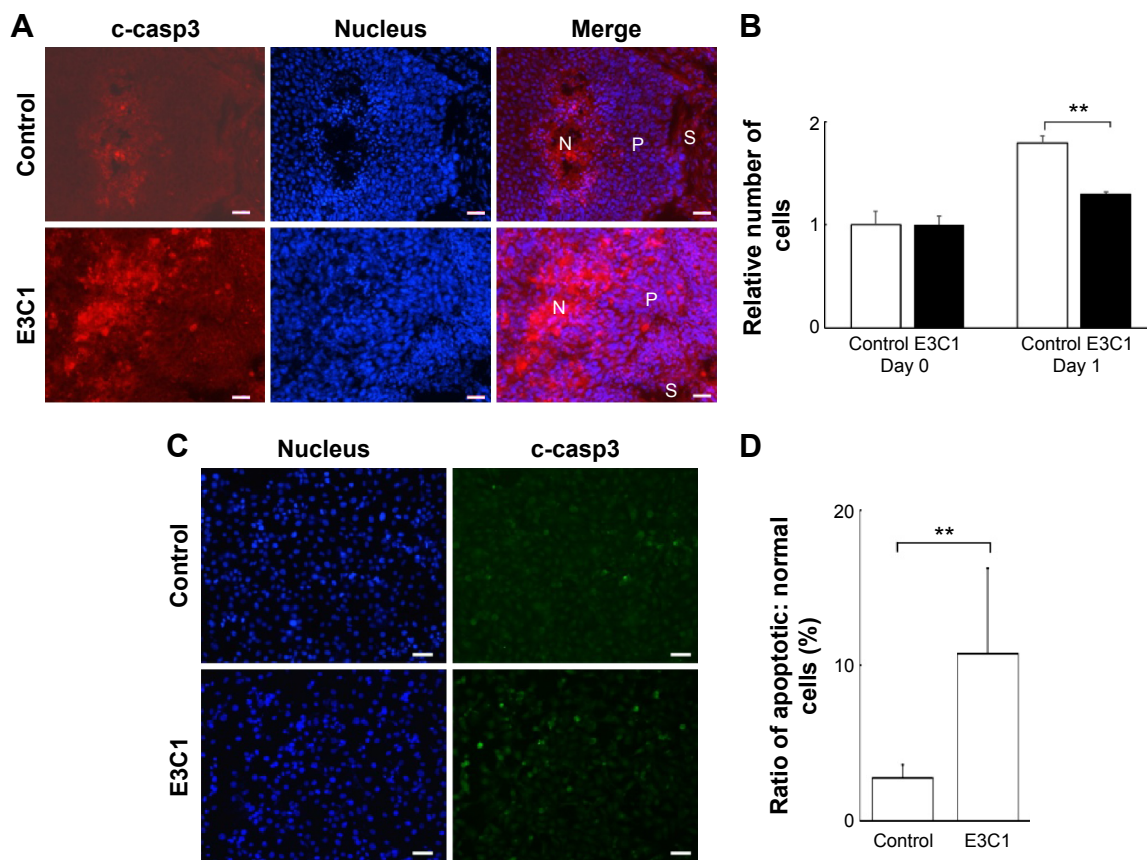 A
c-casp3 Nucleus Merge
Control
N P S
E3C1
N P S
B
Relative number of
cells
2
1
0
**
Control E3C1 Control E3C1
Day 0 Day 1
C
Nucleus c-casp3
Control
E3C1
D
Ratio of apoptotic: normal
cells (%)
20
10
0
**
Control E3C1